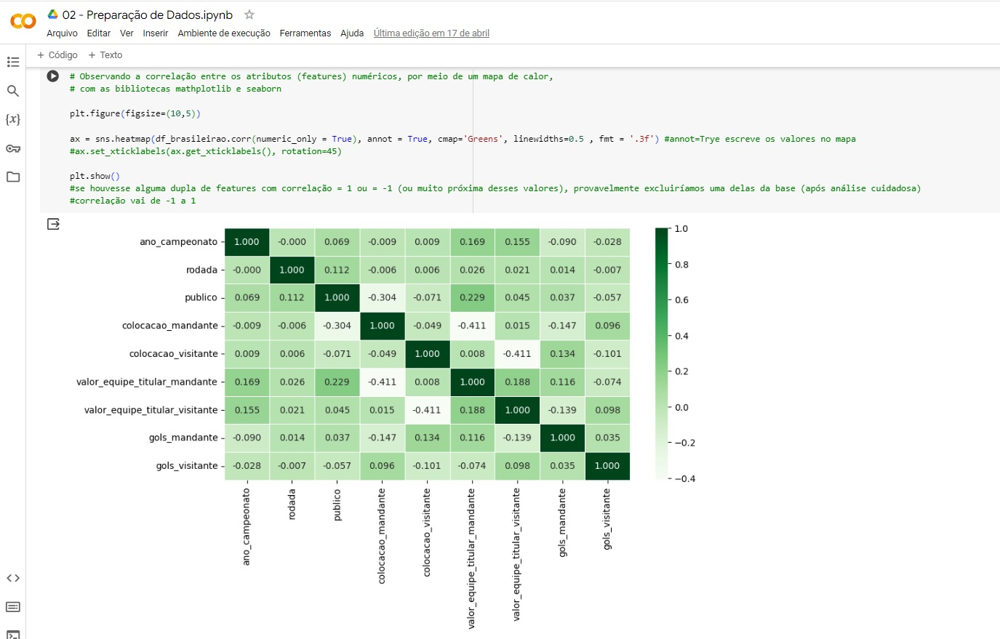 02 - Preparação de Dados.ipynb
Arquivo Editar Ver Inserir Ambiente de execução Ferramentas Ajuda Última edição em 17 de abril
+ Código + Texto
# Observando a correlação entre os atributos (features) numéricos, por meio de um mapa de calor,
# com as bibliotecas mathplotlib e seaborn
plt.figure(figsize=(10,5))
ax = sns.heatmap(df_brasileirao.corr(numeric_only = True), annot = True, cmap='Greens', linewidths=0.5 , fmt = '.3f') #annot=Trye escreve os valores no mapa
#ax.set_xticklabels(ax.get_xticklabels(), rotation=45)
plt.show()
#se houvesse alguma dupla de features com correlação = 1 ou = -1 (ou muito próxima desses valores), provavelmente excluiríamos uma delas da base (após análise cuidadosa)
#correlação vai de -1 a 1
ano_campeonato 1.000 -0.000 0.069 -0.009 0.009 0.169 0.155 -0.090 -0.028
rodada -0.000 1.000 0.112 -0.006 0.006 0.026 0.021 0.014 -0.007
publico 0.069 0.112 1.000 -0.304 -0.071 0.229 0.045 0.037 -0.057
colocacao_mandante -0.009 -0.006 -0.304 1.000 -0.049 -0.411 0.015 -0.147 0.096
colocacao_visitante 0.009 0.006 -0.071 -0.049 1.000 0.008 -0.411 0.134 -0.101
valor_equipe_titular_mandante 0.169 0.026 0.229 -0.411 0.008 1.000 0.188 0.116 -0.074
valor_equipe_titular_visitante 0.155 0.021 0.045 0.015 -0.411 0.188 1.000 -0.139 0.098
gols_mandante -0.090 0.014 0.037 -0.147 0.134 0.116 -0.139 1.000 0.035
gols_visitante -0.028 -0.007 -0.057 0.096 -0.101 -0.074 0.098 0.035 1.000
ano_campeonato
rodada
publico
colocacao_mandante
colocacao_visitante
valor_equipe_titular_mandante
valor_equipe_titular_visitante
gols_mandante
gols_visitante
1.0
0.8
0.6
0.4
0.2
0.0
−0.2
−0.4
{x}